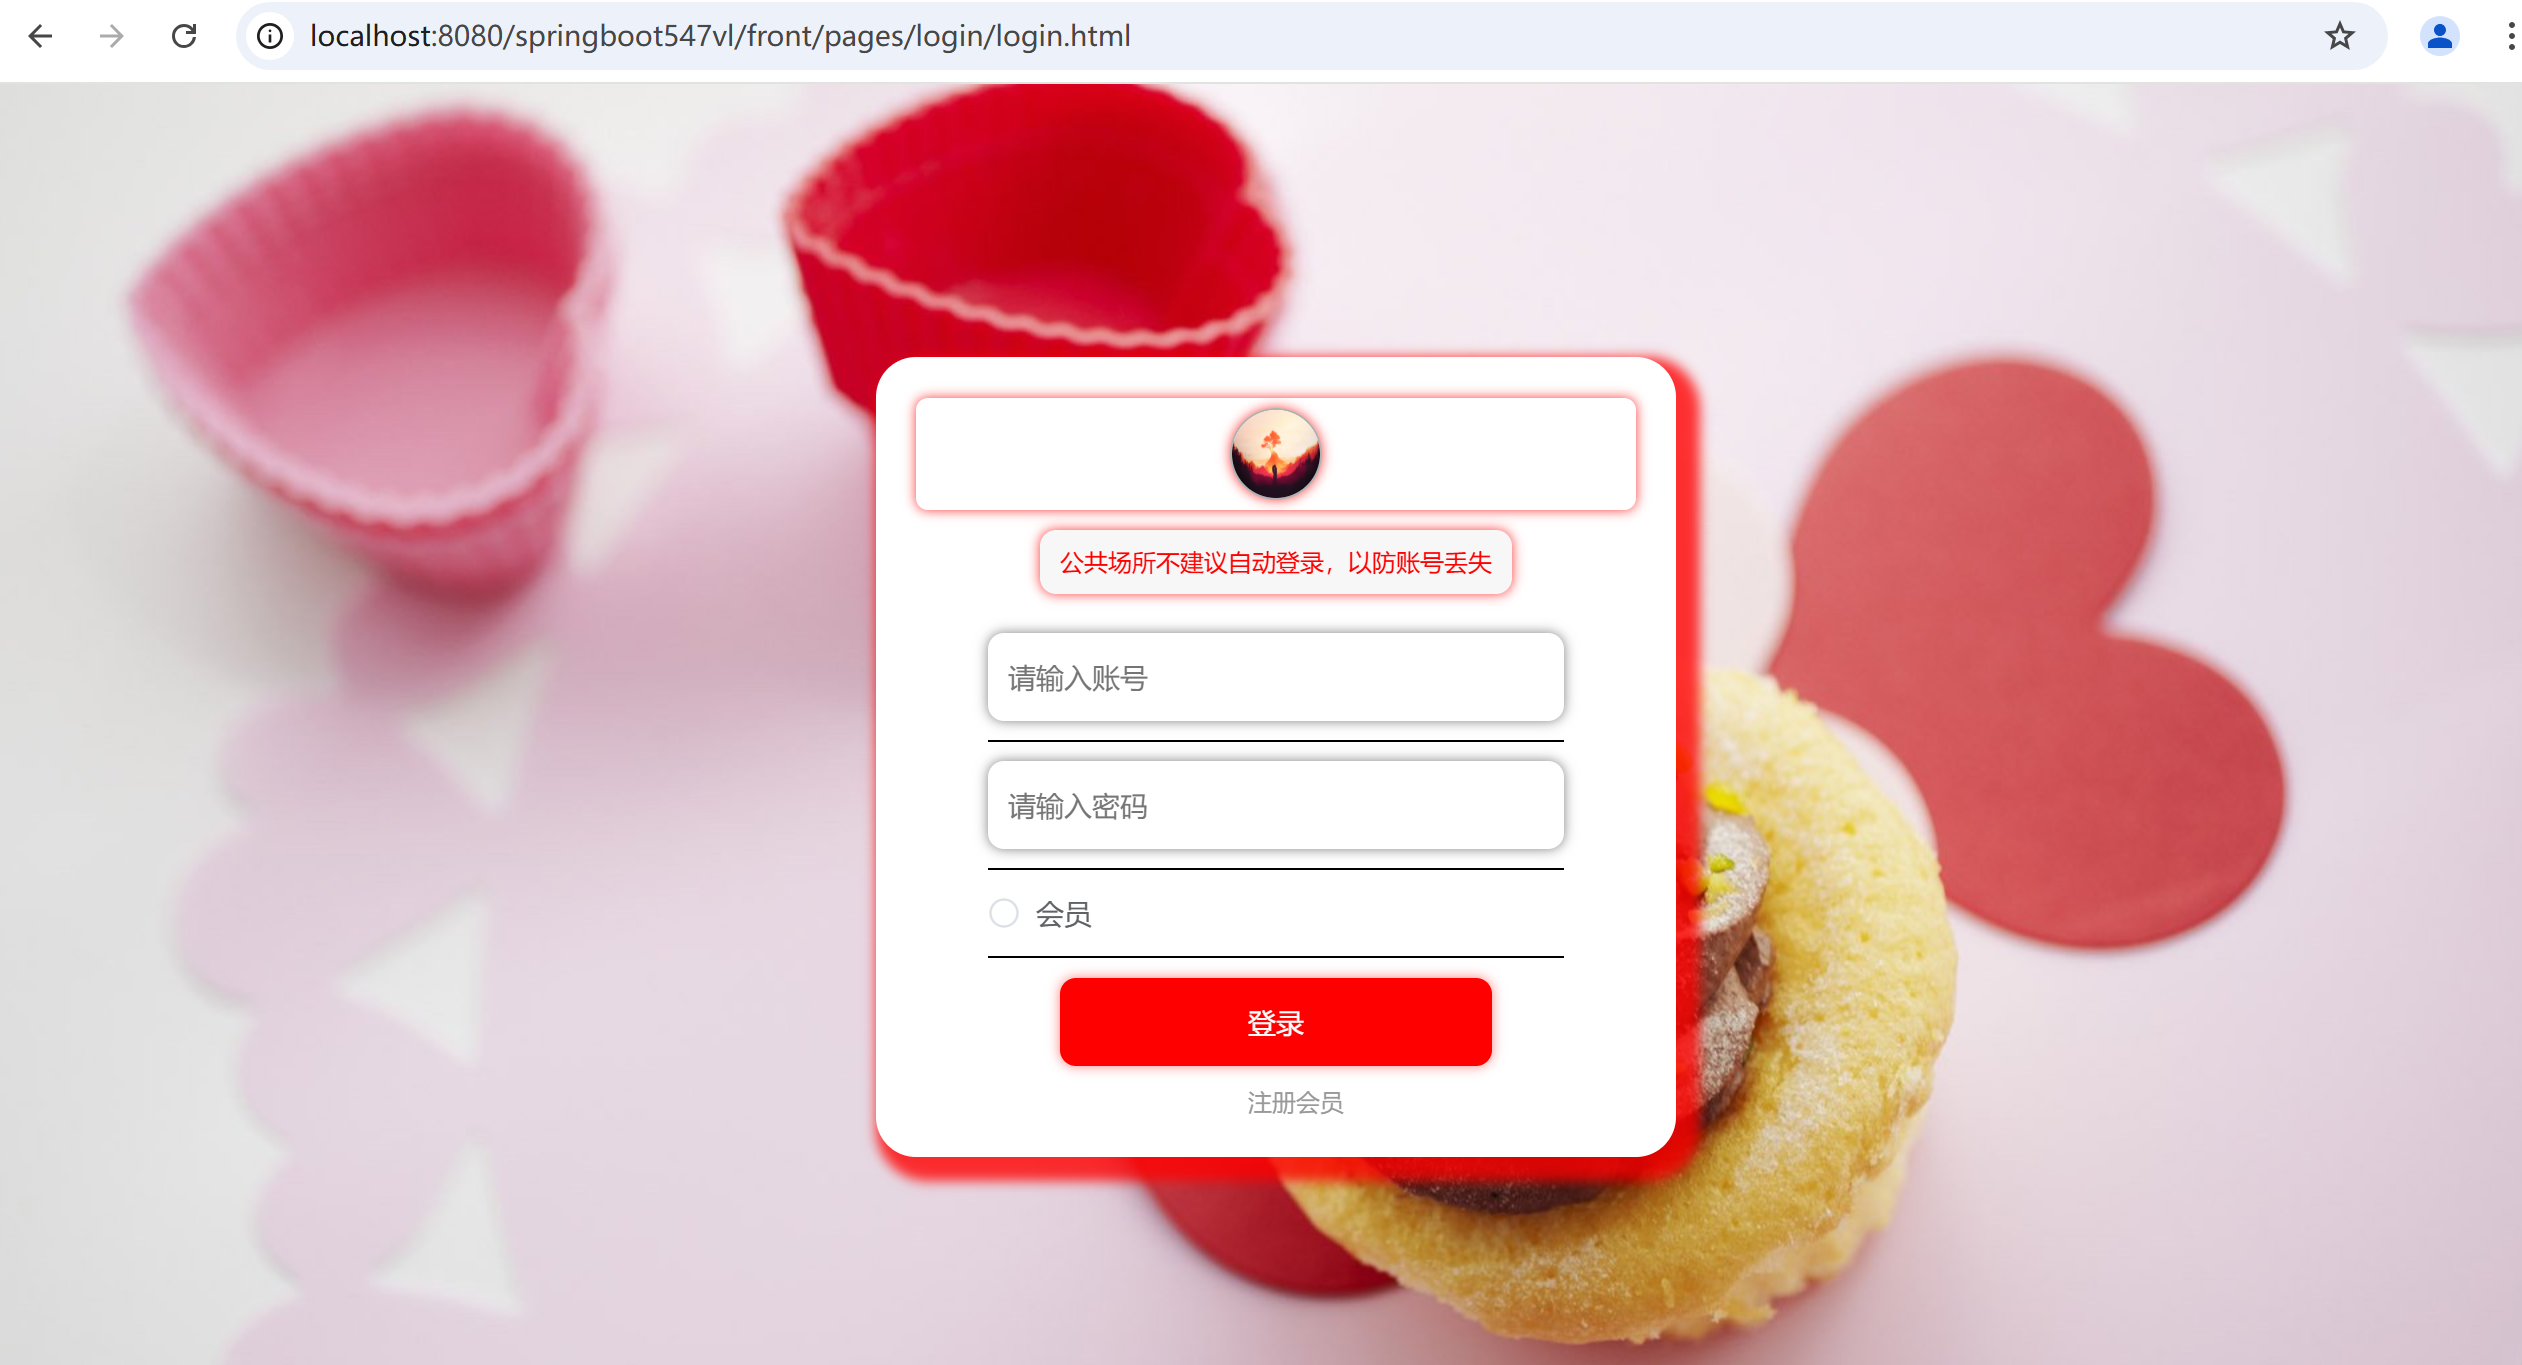 localhost:8080/springboot547vl/front/pages/login/login.html
公共场所不建议自动登录，以防账号丢失
请输入账号
请输入密码
会员
登录
注册会员